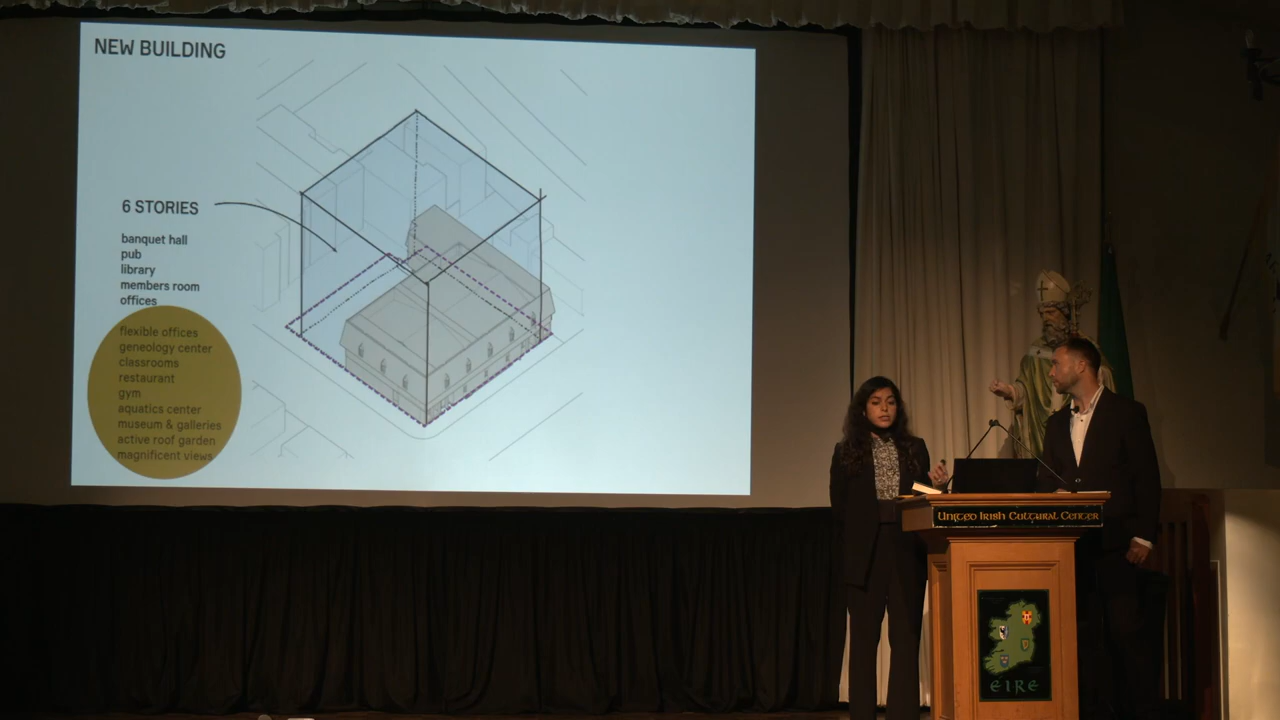 NEW BUILDING
6 STORIES
banquet hall
pub
library
members room
offices
flexible offices
geneology center
classrooms
restaurant
gym
aquatics center
museum & galleries
active roof garden
magnificent views
United Irish Cultural Center
EIRE